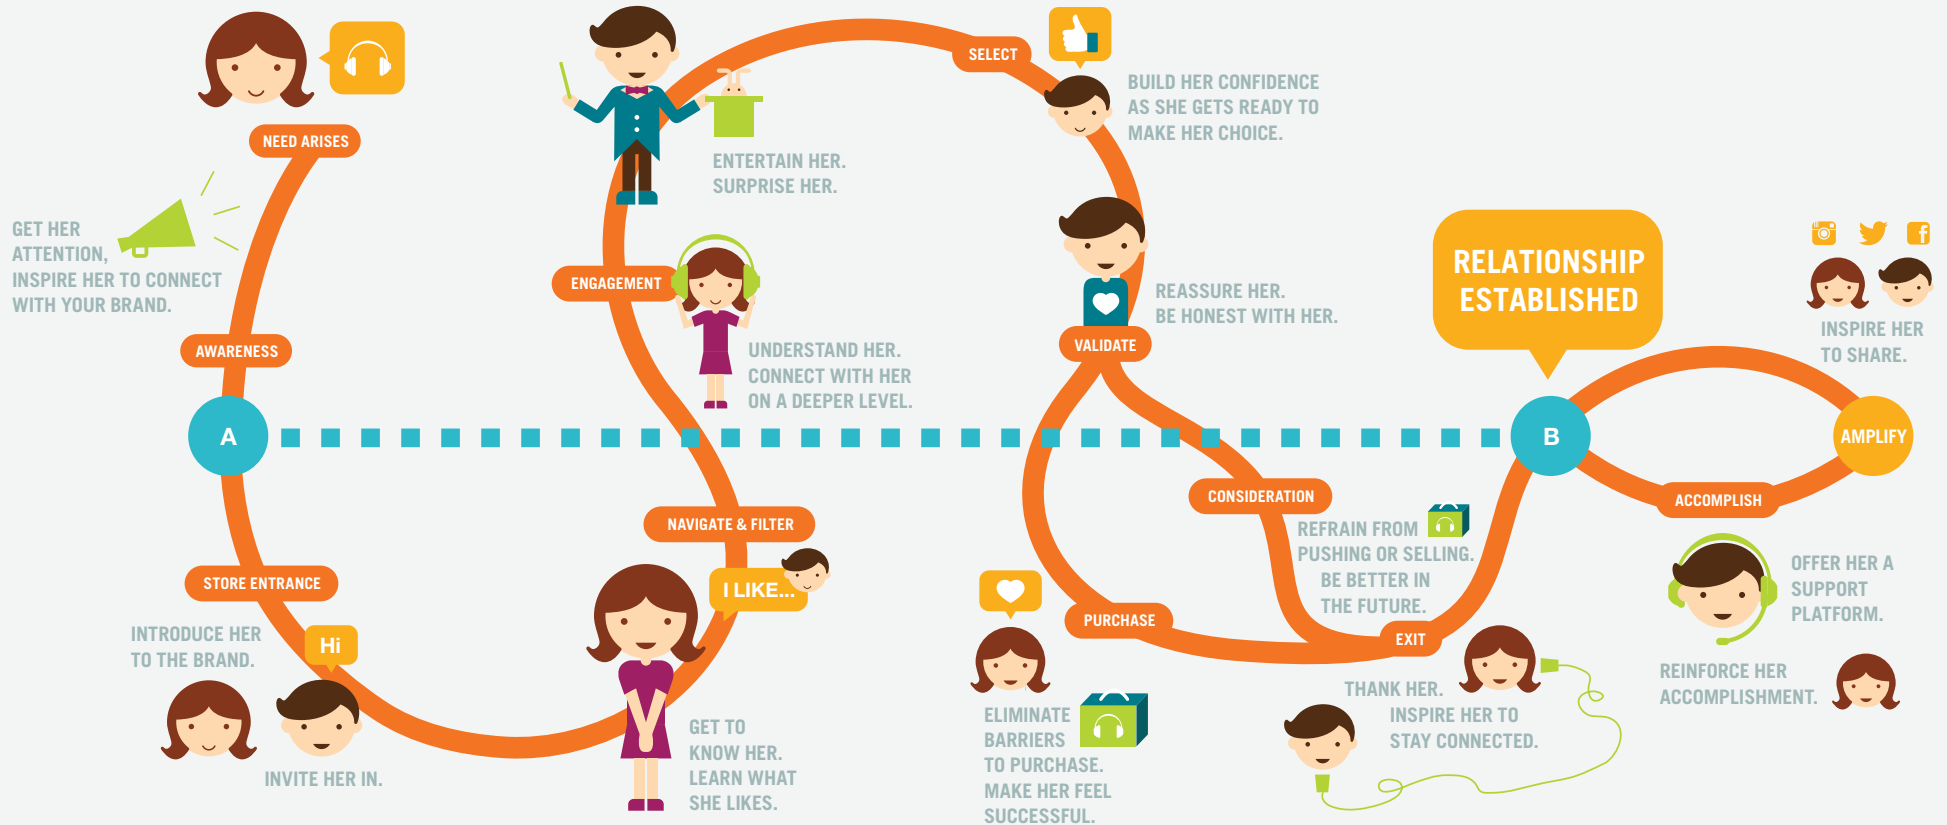 NEED ARISES
GET HER
ATTENTION,
INSPIRE HER TO CONNECT
WITH YOUR BRAND.
AWARENESS
A
STORE ENTRANCE
INTRODUCE HER
TO THE BRAND.
Hi
INVITE HER IN.
GET TO
KNOW HER.
LEARN WHAT
SHE LIKES.
I LIKE...
NAVIGATE & FILTER
UNDERSTAND HER.
CONNECT WITH HER
ON A DEEPER LEVEL.
ENGAGEMENT
ENTERTAIN HER.
SURPRISE HER.
SELECT
BUILD HER CONFIDENCE
AS SHE GETS READY TO
MAKE HER CHOICE.
REASSURE HER.
BE HONEST WITH HER.
VALIDATE
CONSIDERATION
REFRAIN FROM
PUSHING OR SELLING.
BE BETTER IN
THE FUTURE.
PURCHASE
ELIMINATE
BARRIERS
TO PURCHASE.
MAKE HER FEEL
SUCCESSFUL.
EXIT
THANK HER.
INSPIRE HER TO
STAY CONNECTED.
RELATIONSHIP
ESTABLISHED
B
ACCOMPLISH
OFFER HER A
SUPPORT
PLATFORM.
REINFORCE HER
ACCOMPLISHMENT.
AMPLIFY
INSPIRE HER
TO SHARE.